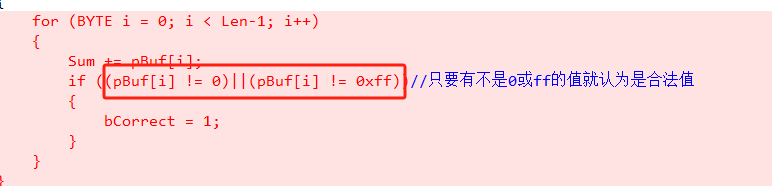 {
for (BYTE i = 0; i < Len-1; i++)
{
Sum += pBuf[i];
if ((pBuf[i] != 0)||(pBuf[i] != 0xff))//只要有不是0或ff的值就认为是合法值
{
bCorrect = 1;
}
}
}